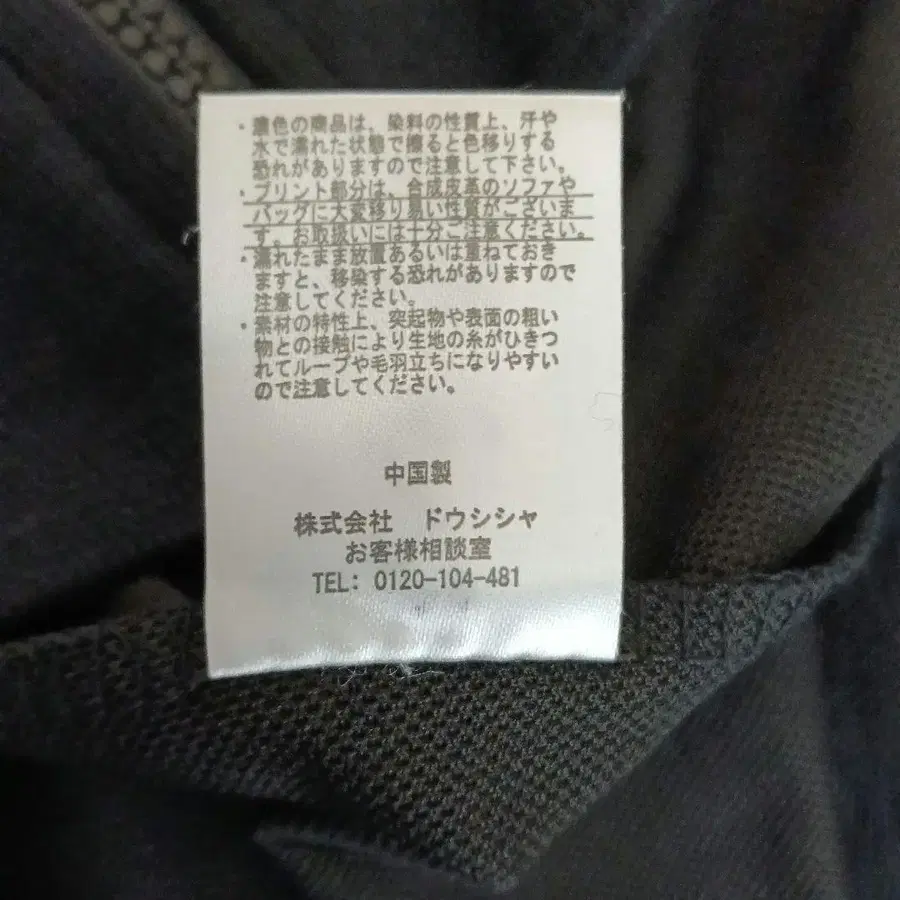 ・濃色の商品は、染料の性質上、汗や
水で濡れた状態で擦ると色移りする
恐れがありますので注意して下さい。
・プリント部分は、合成皮革のソファや
バッグに大変移り易い性質がございま
す。お取扱いには十分ご注意ください。
・濡れたまま放置あるいは重ねておき
ますと、移染する恐れがありますので
注意してください。
・素材の特性上、突起物や表面の粗い
物との接触により生地の糸がひきつ
れてループや毛羽立ちになりやすい
ので注意してください。
中国製
株式会社　ドウシシャ
お客様相談室
TEL: 0120-104-481